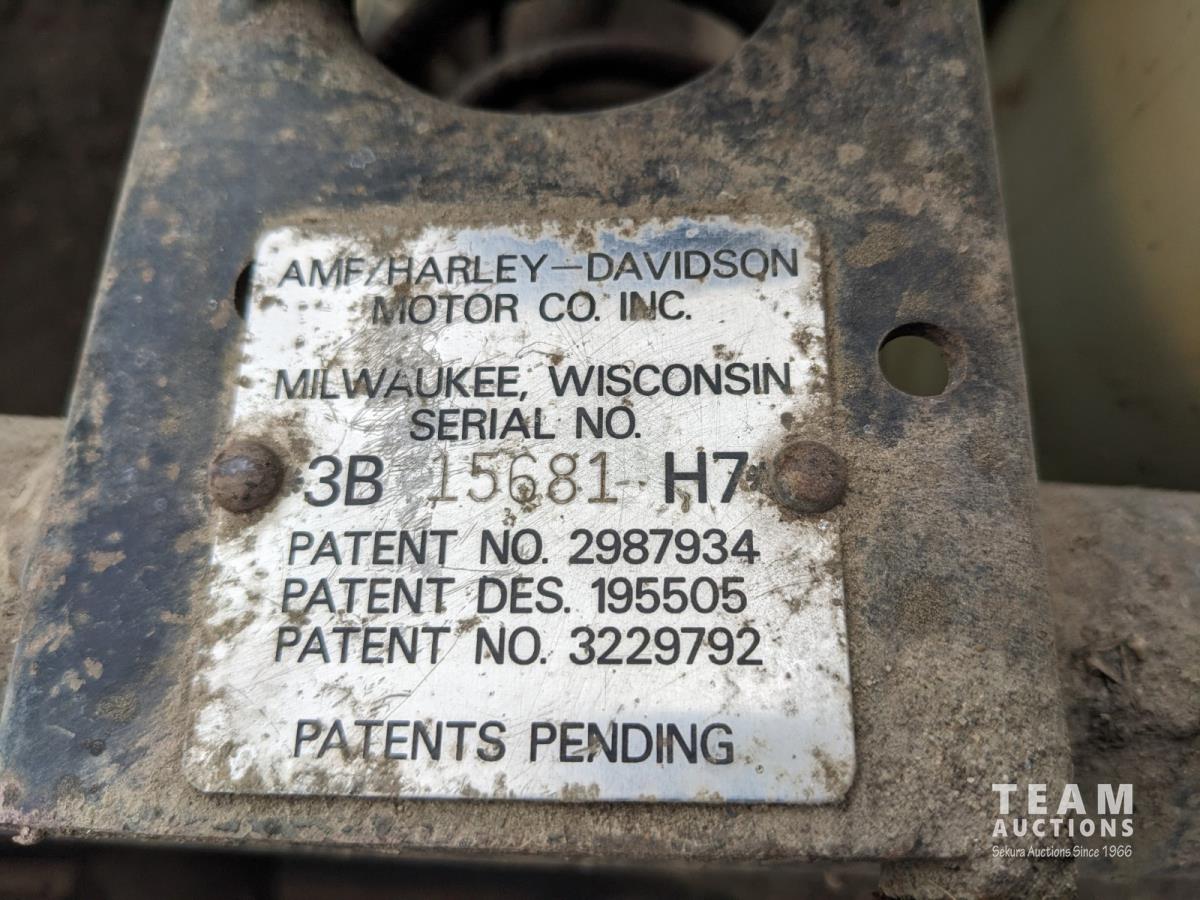 AMF/HARLEY-DAVIDSON
MOTOR CO. INC.
MILWAUKEE, WISCONSIN
SERIAL NO.
3B 15681 H7
PATENT NO. 2987934
PATENT DES. 195505
PATENT NO. 3229792
PATENTS PENDING
TEAM
AUCTIONS
Sekura Auctions Since 1966